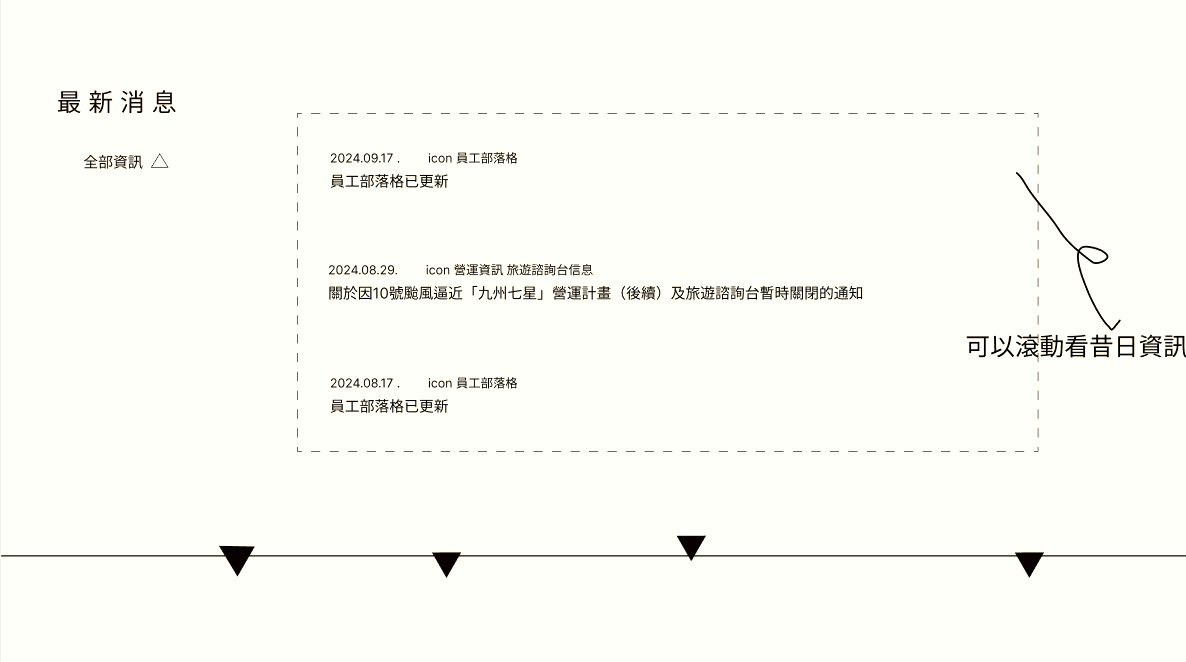 最新消息
全部資訊 △
2024.09.17 . icon 員工部落格
員工部落格已更新
2024.08.29. icon 營運資訊 旅遊諮詢台信息
關於因10號颱風逼近「九州七星」營運計畫（後續）及旅遊諮詢台暫時關閉的通知
可以滾動看昔日資訊
2024.08.17 . icon 員工部落格
員工部落格已更新